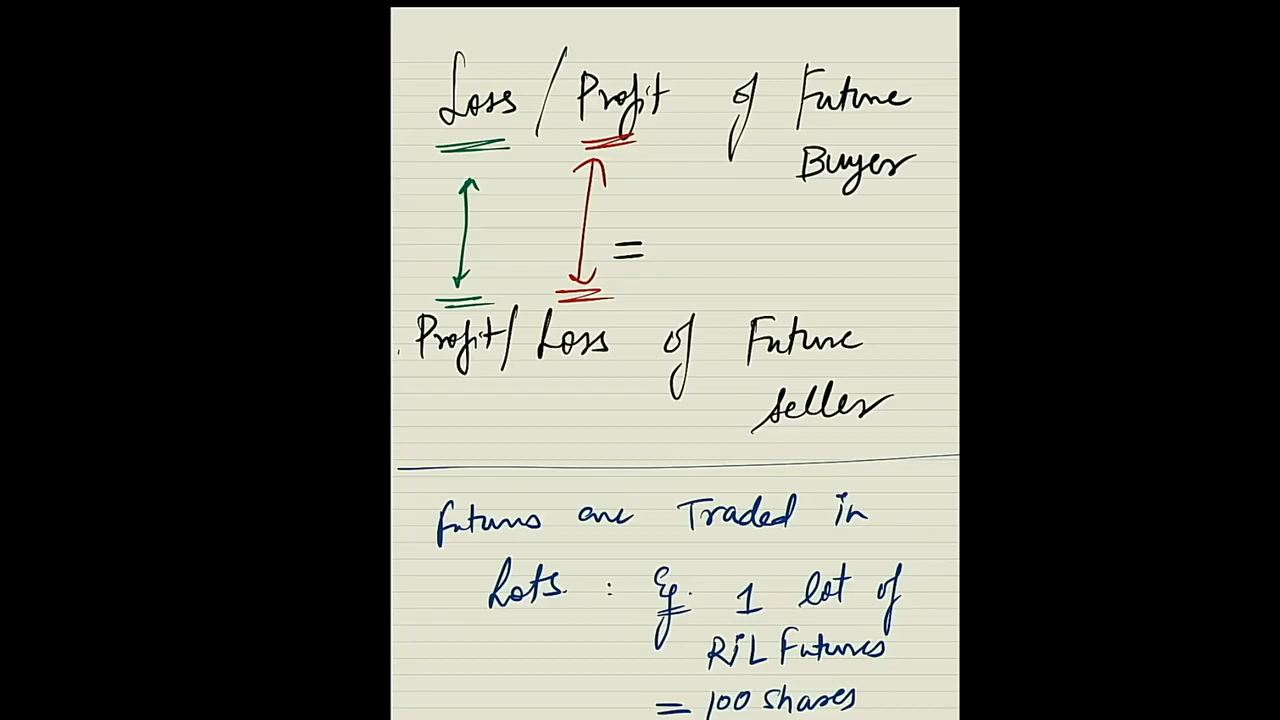 Loss / Profit of Future
Buyer
=
Profit / Loss of Future
Seller
Futures are Traded in
Lots : Eg. 1 lot of
RIL Futures
= 100 shares